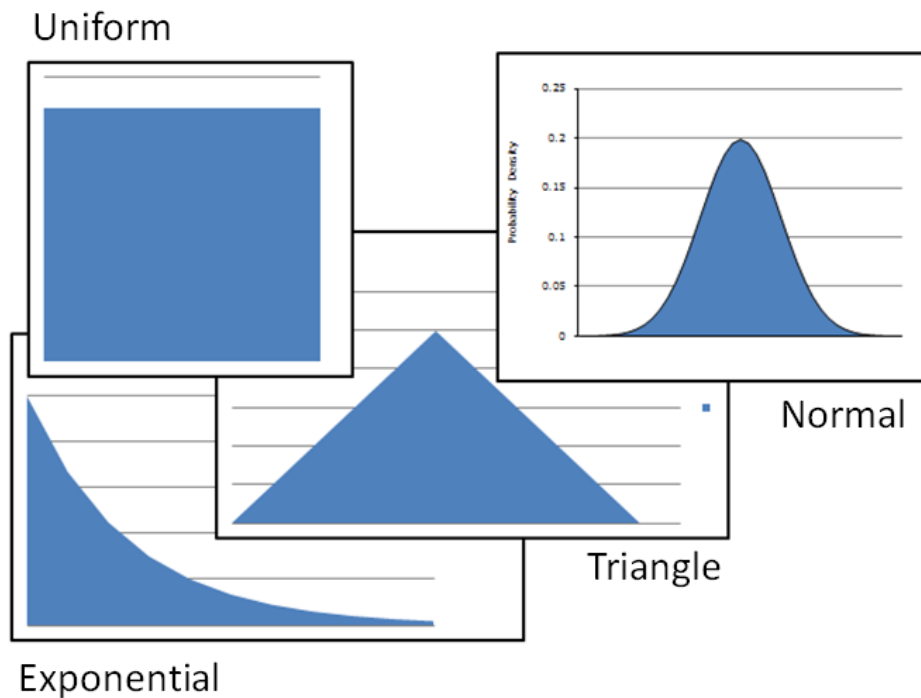 Uniform
0.25
0.2
0.15
0.1
0.05
0
Probability Density
Normal
Triangle
Exponential